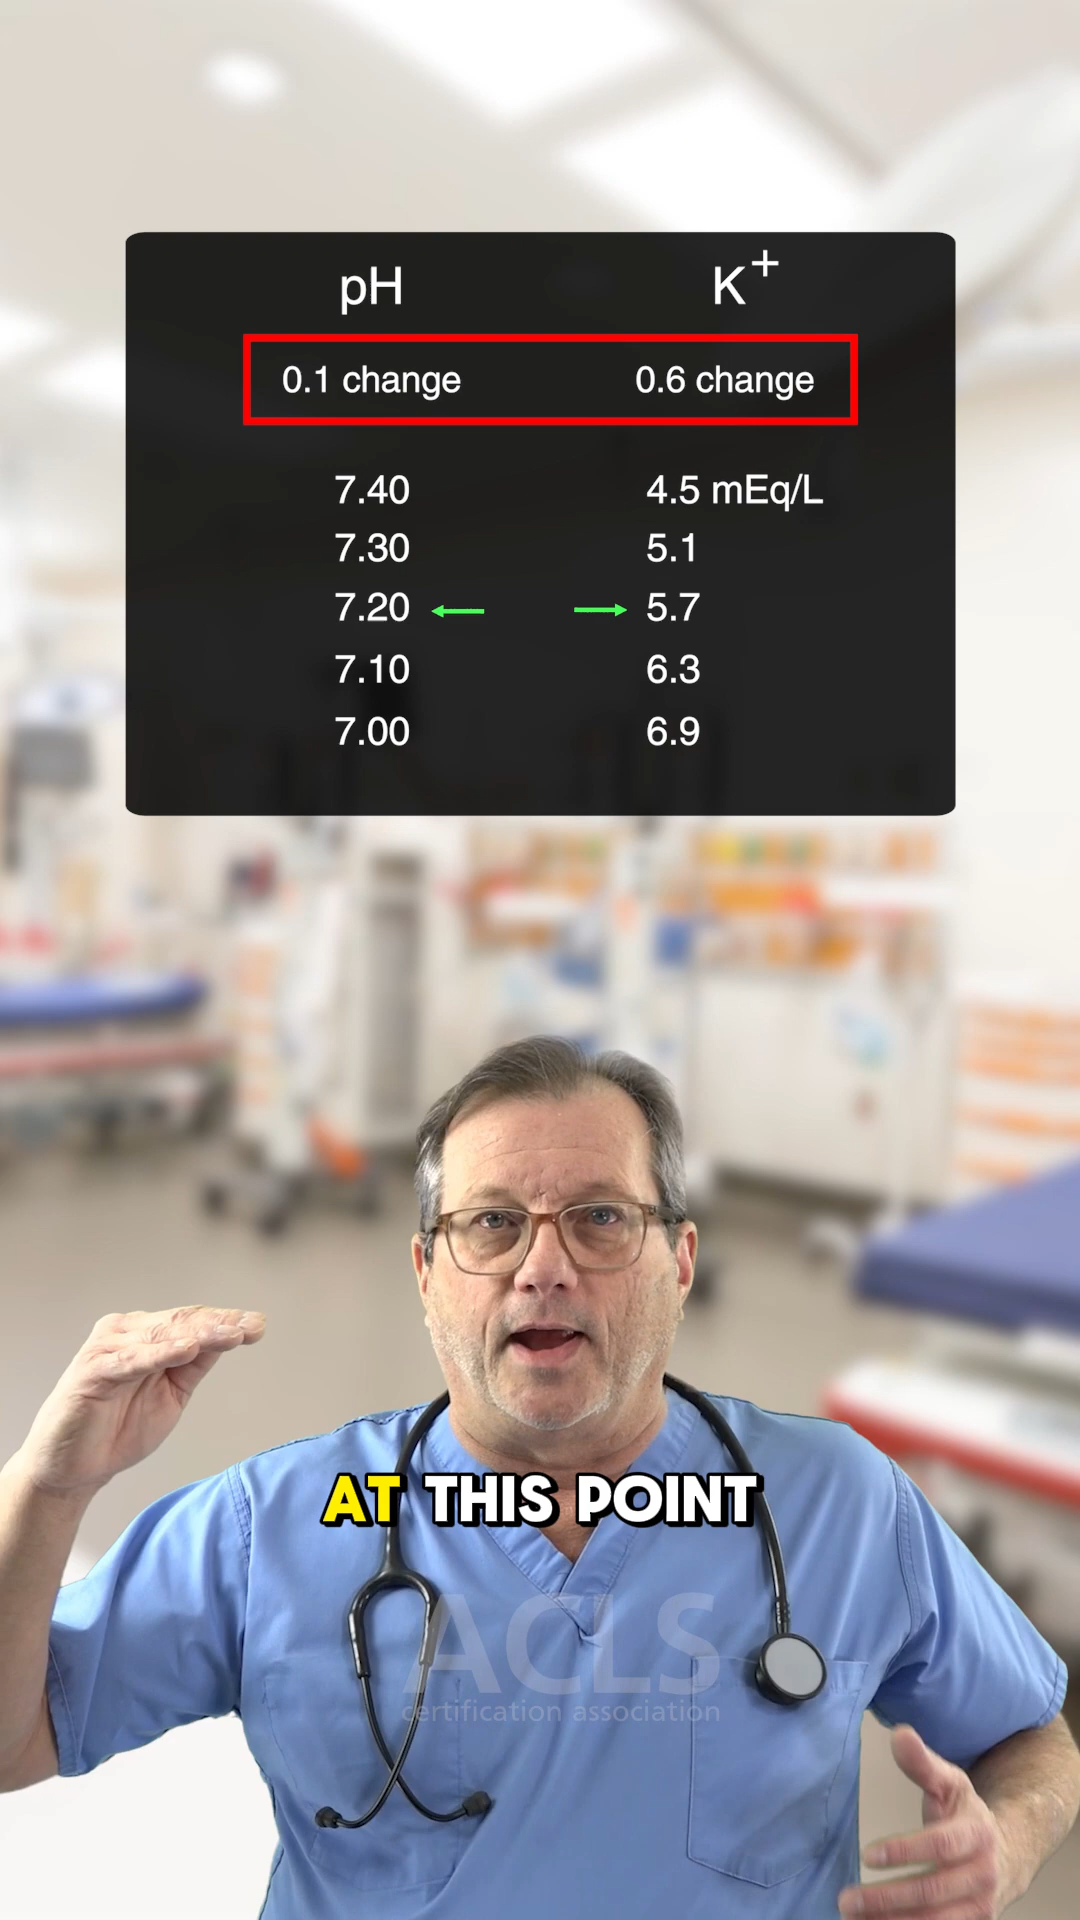 pH K⁺
0.1 change 0.6 change
7.40 4.5 mEq/L
7.30 5.1
7.20 5.7
7.10 6.3
7.00 6.9
AT THIS POINT
ACLS
certification association